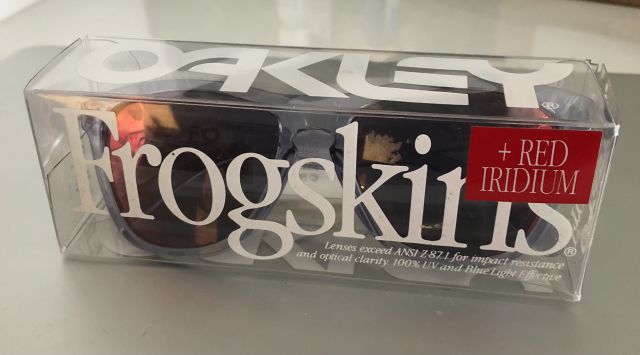 OAKLEY®
Frogskins®
+ RED
IRIDIUM
Lenses exceed ANSI Z-87.1 for impact resistance
and optical clarity. 100% UV and Blue Light Effective